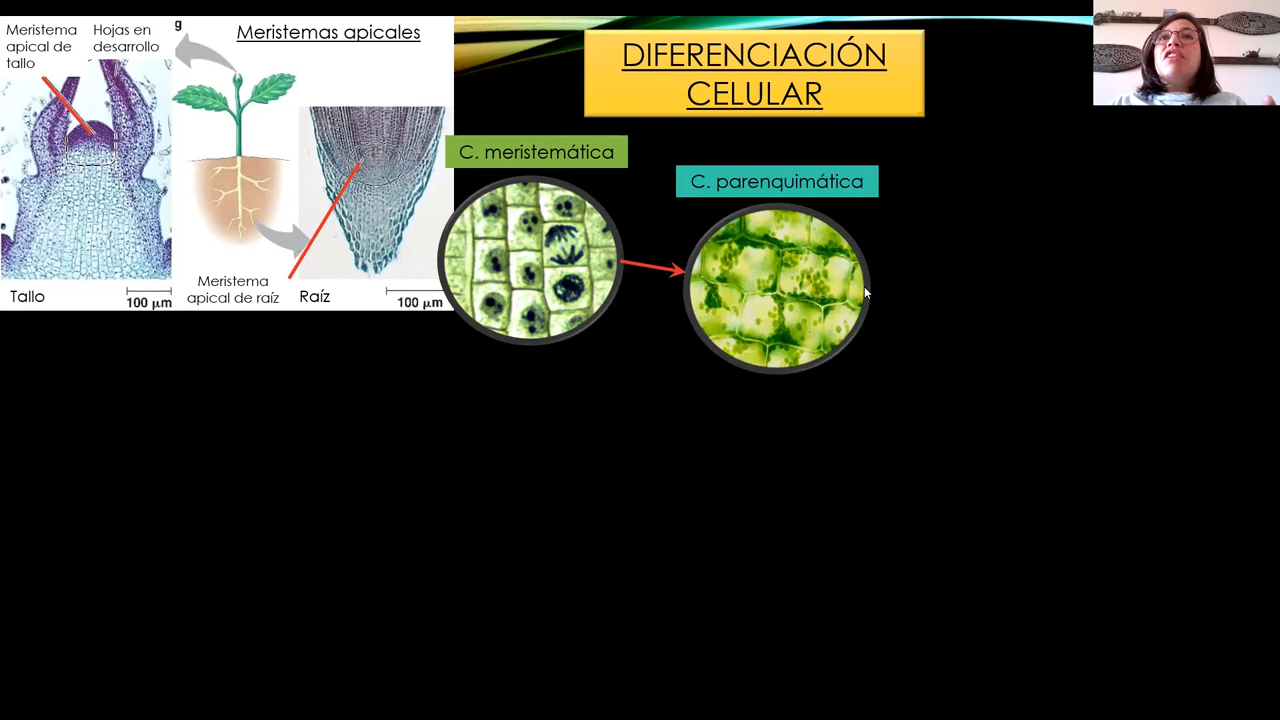 Meristema
apical de
tallo
Hojas en
desarrollo
g
Meristemas apicales
Tallo
100 µm
Meristema
apical de raíz
Raíz
100 µm
DIFERENCIACIÓN
CELULAR
C. meristemática
C. parenquimática